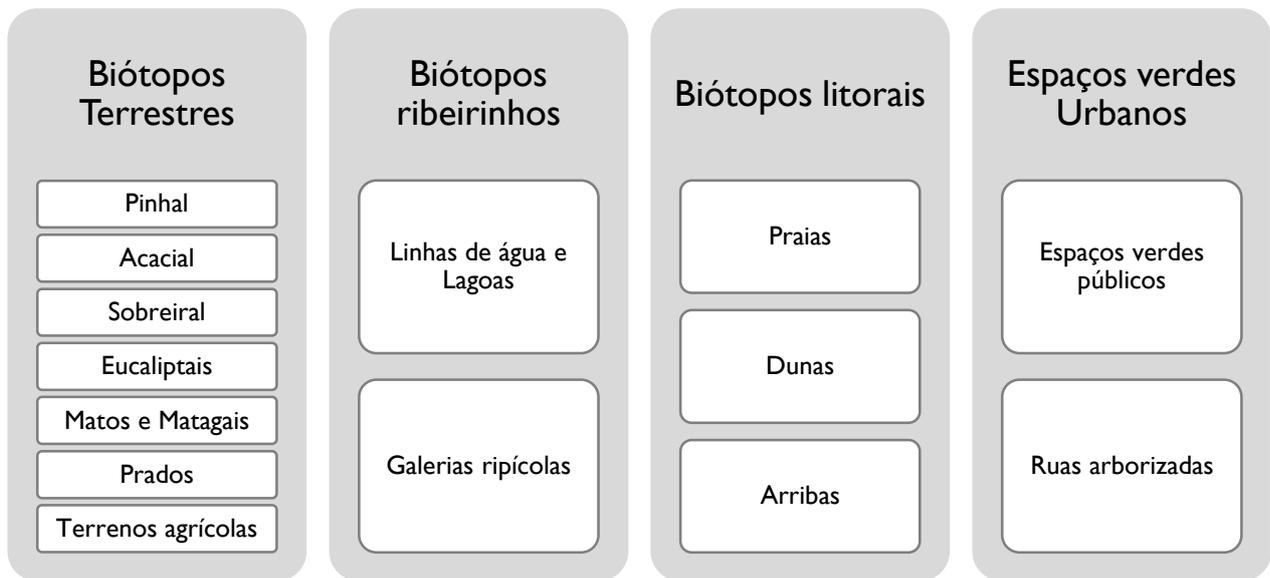 Biótopos
Terrestres
Pinhal
Acacial
Sobreiral
Eucaliptais
Matos e Matagais
Prados
Terrenos agrícolas
Biótopos
ribeirinhos
Linhas de água e
Lagoas
Galerias ripícolas
Biótopos litorais
Praias
Dunas
Arribas
Espaços verdes
Urbanos
Espaços verdes
públicos
Ruas arborizadas